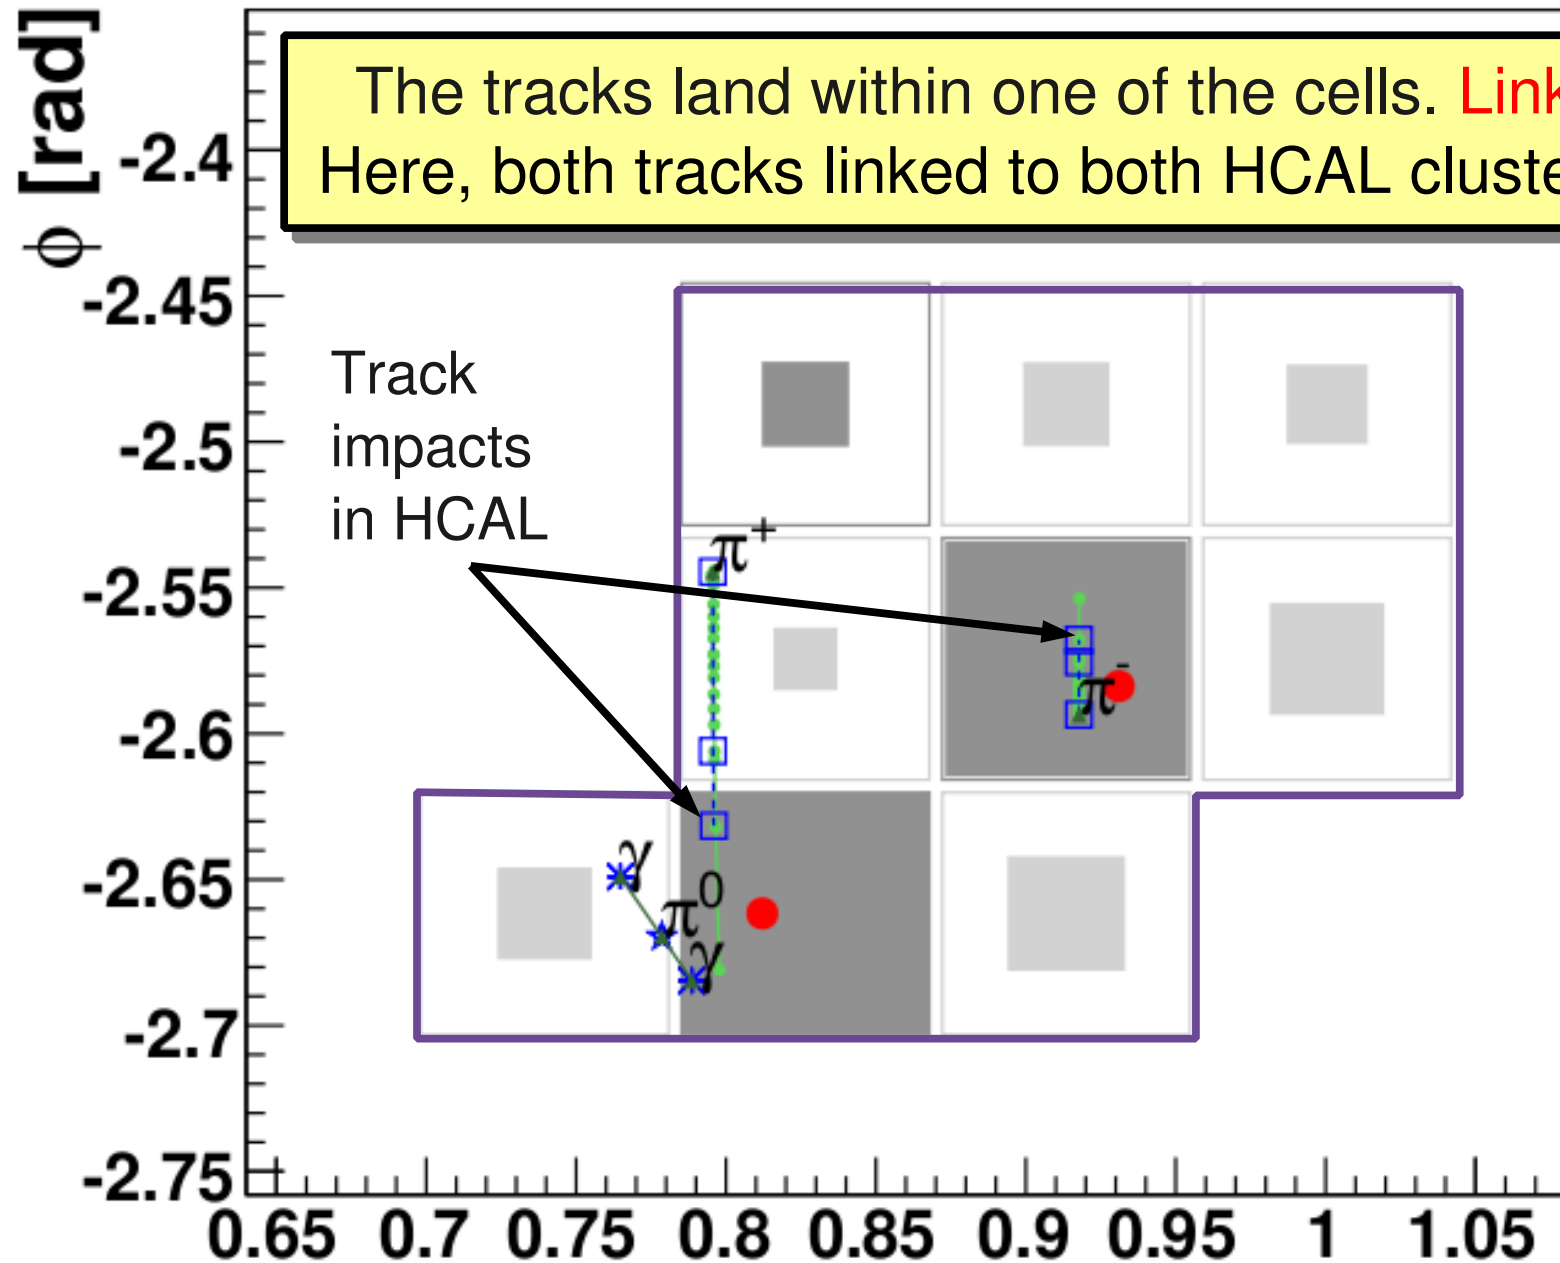 ϕ [rad]
The tracks land within one of the cells. Link
Here, both tracks linked to both HCAL cluste
-2.4
-2.45
-2.5
-2.55
-2.6
-2.65
-2.7
-2.75
Track
impacts
in HCAL
π+
π-
γ
π0
γ
0.65 0.7 0.75 0.8 0.85 0.9 0.95 1 1.05